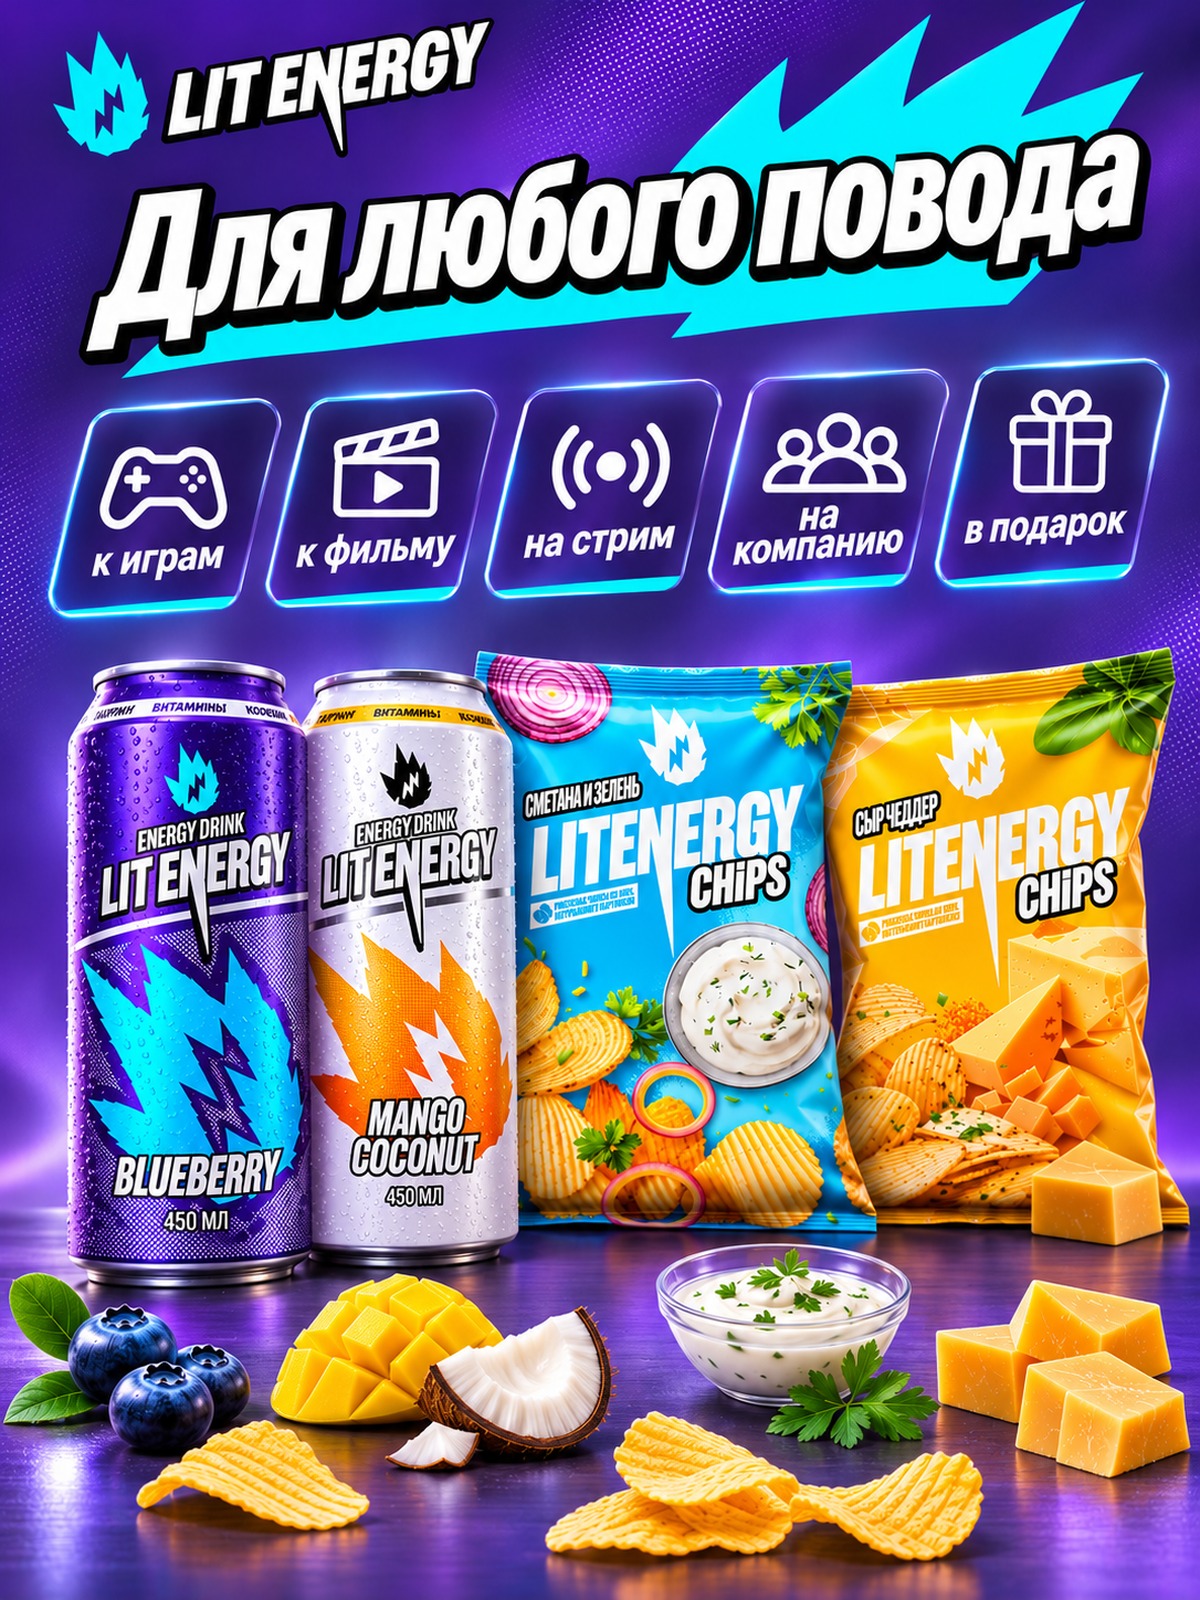 LIT ENERGY
Для любого повода
к играм
к фильму
на стрим
на
компанию
в подарок
ВИТАМИНЫ
ENERGY DRINK
LIT ENERGY
BLUEBERRY
450 МЛ
ВИТАМИНЫ
ENERGY DRINK
LIT ENERGY
MANGO
COCONUT
450 МЛ
СМЕТАНА И ЗЕЛЕНЬ
LITENERGY
CHIPS
СЫР ЧЕДДЕР
LITENERGY
CHIPS